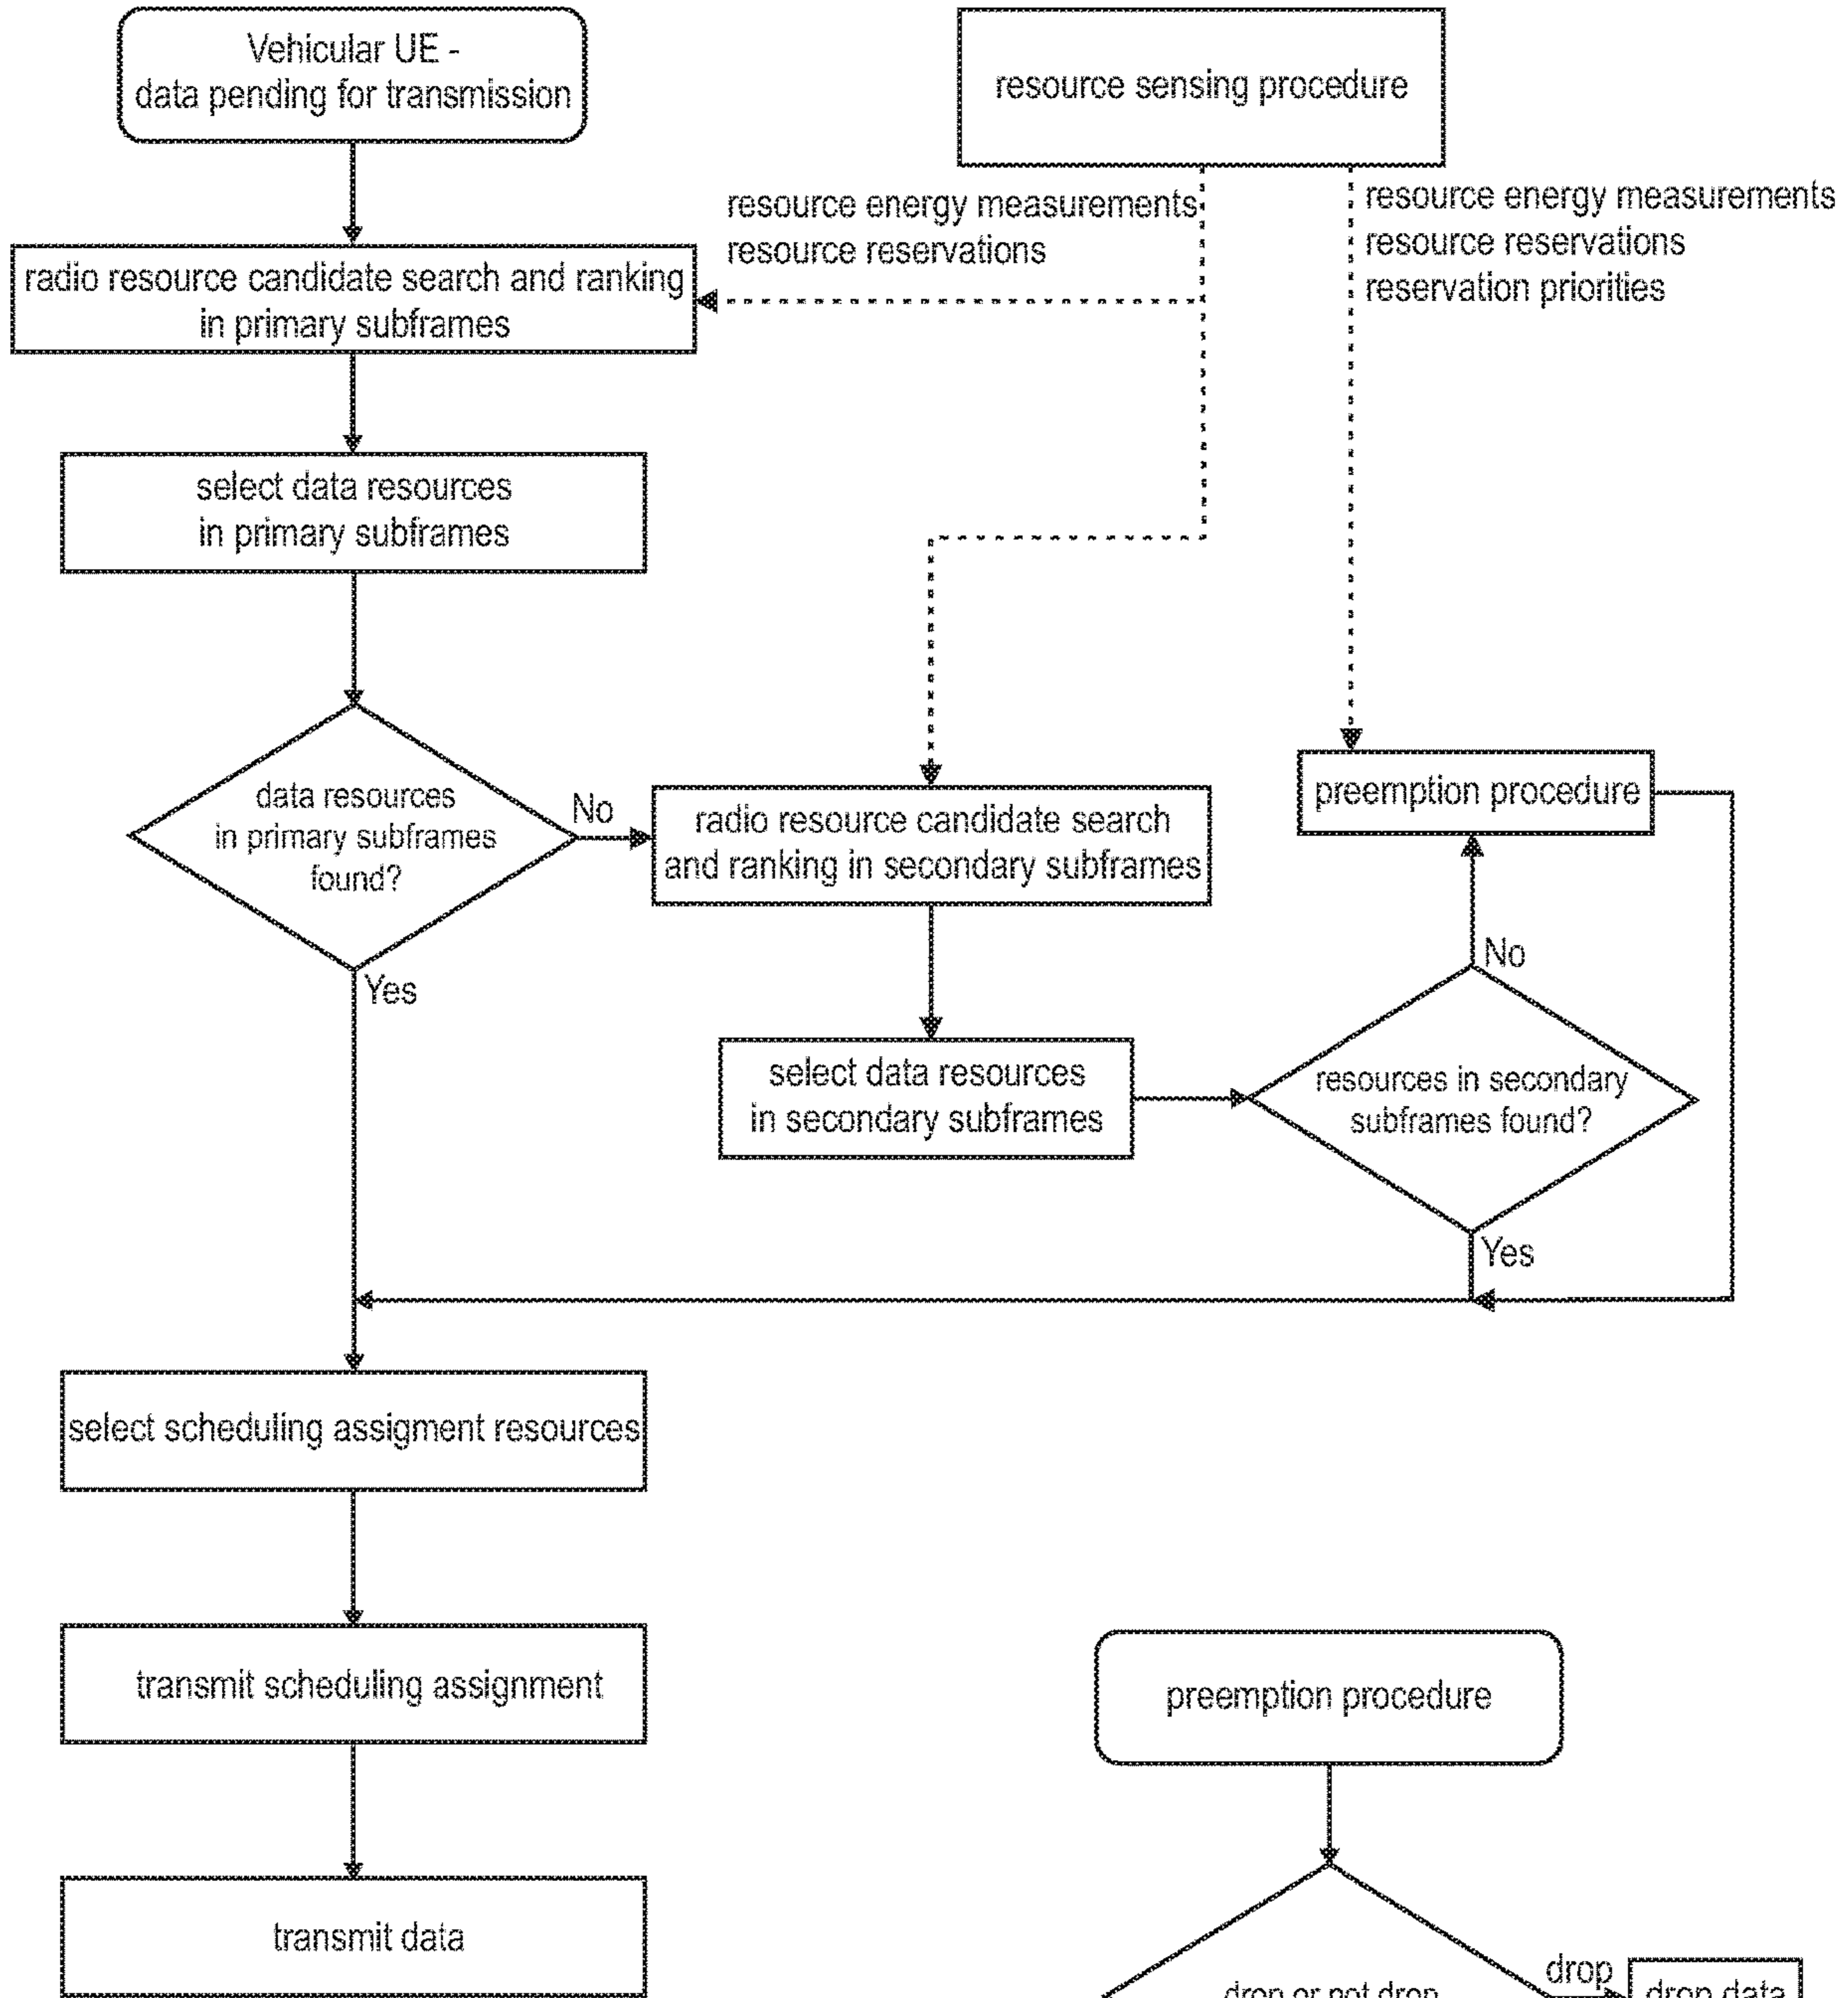 Vehicular UE -
data pending for transmission
resource sensing procedure
resource energy measurements
resource reservations
resource energy measurements
resource reservations
reservation priorities
radio resource candidate search and ranking
in primary subframes
select data resources
in primary subframes
data resources
in primary subframes
found?
No
Yes
radio resource candidate search
and ranking in secondary subframes
preemption procedure
No
select data resources
in secondary subframes
resources in secondary
subframes found?
Yes
select scheduling assigment resources
transmit scheduling assignment
transmit data
preemption procedure
drop or not drop
drop
drop data